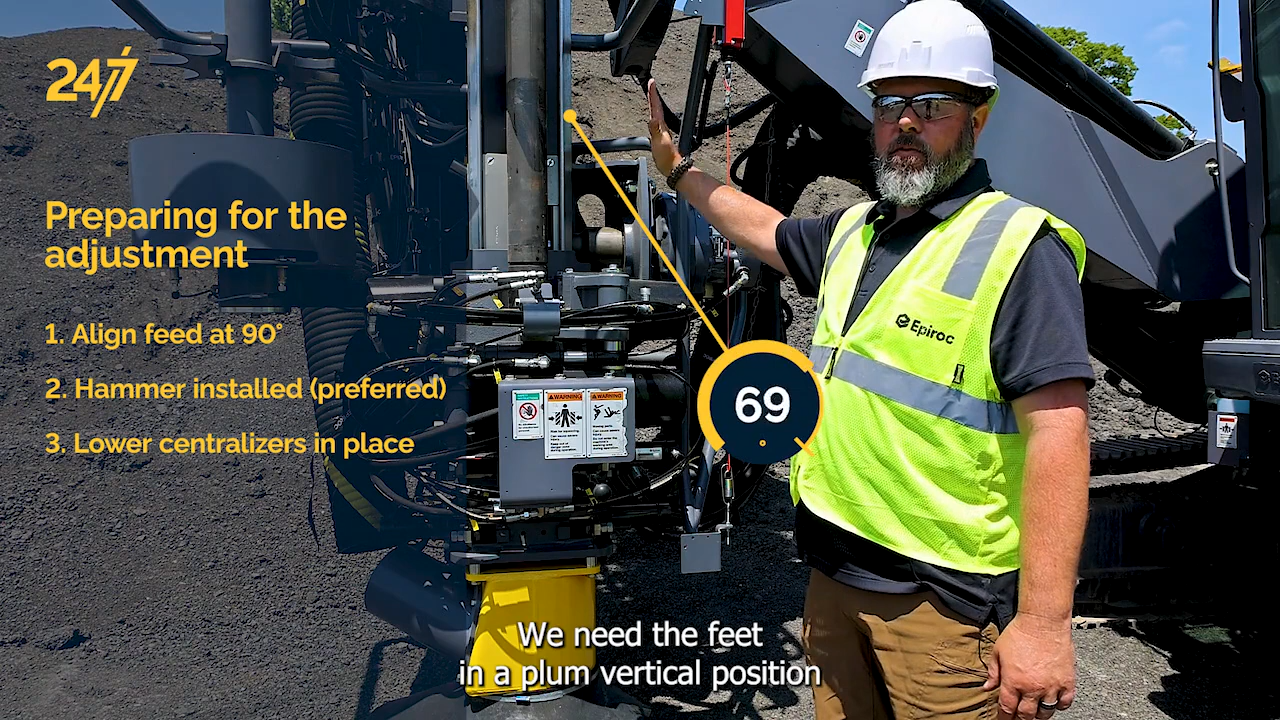 24/7
Preparing for the
adjustment
1. Align feed at 90°
2. Hammer installed (preferred)
3. Lower centralizers in place
69
Epiroc
WARNING
WARNING
We need the feet
in a plum vertical position